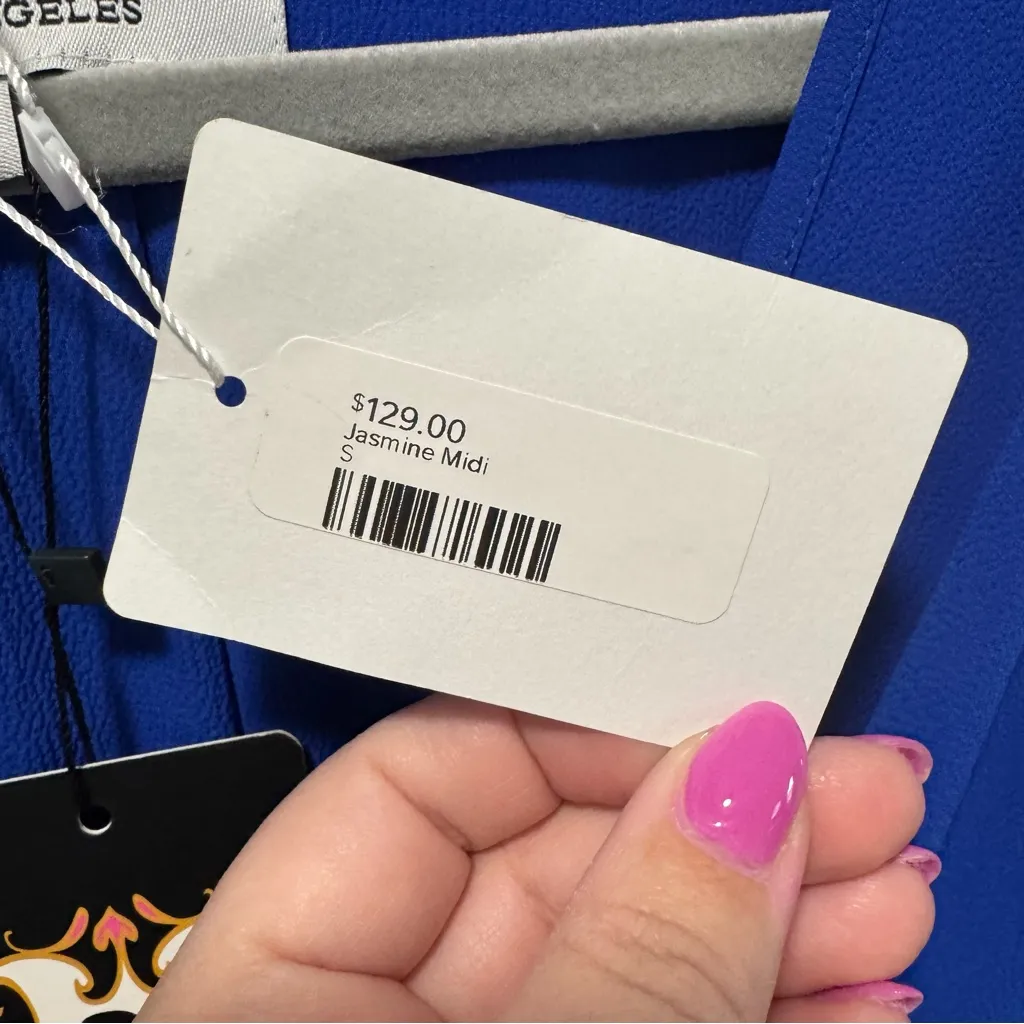 GELES
$129.00
Jasmine Midi
S